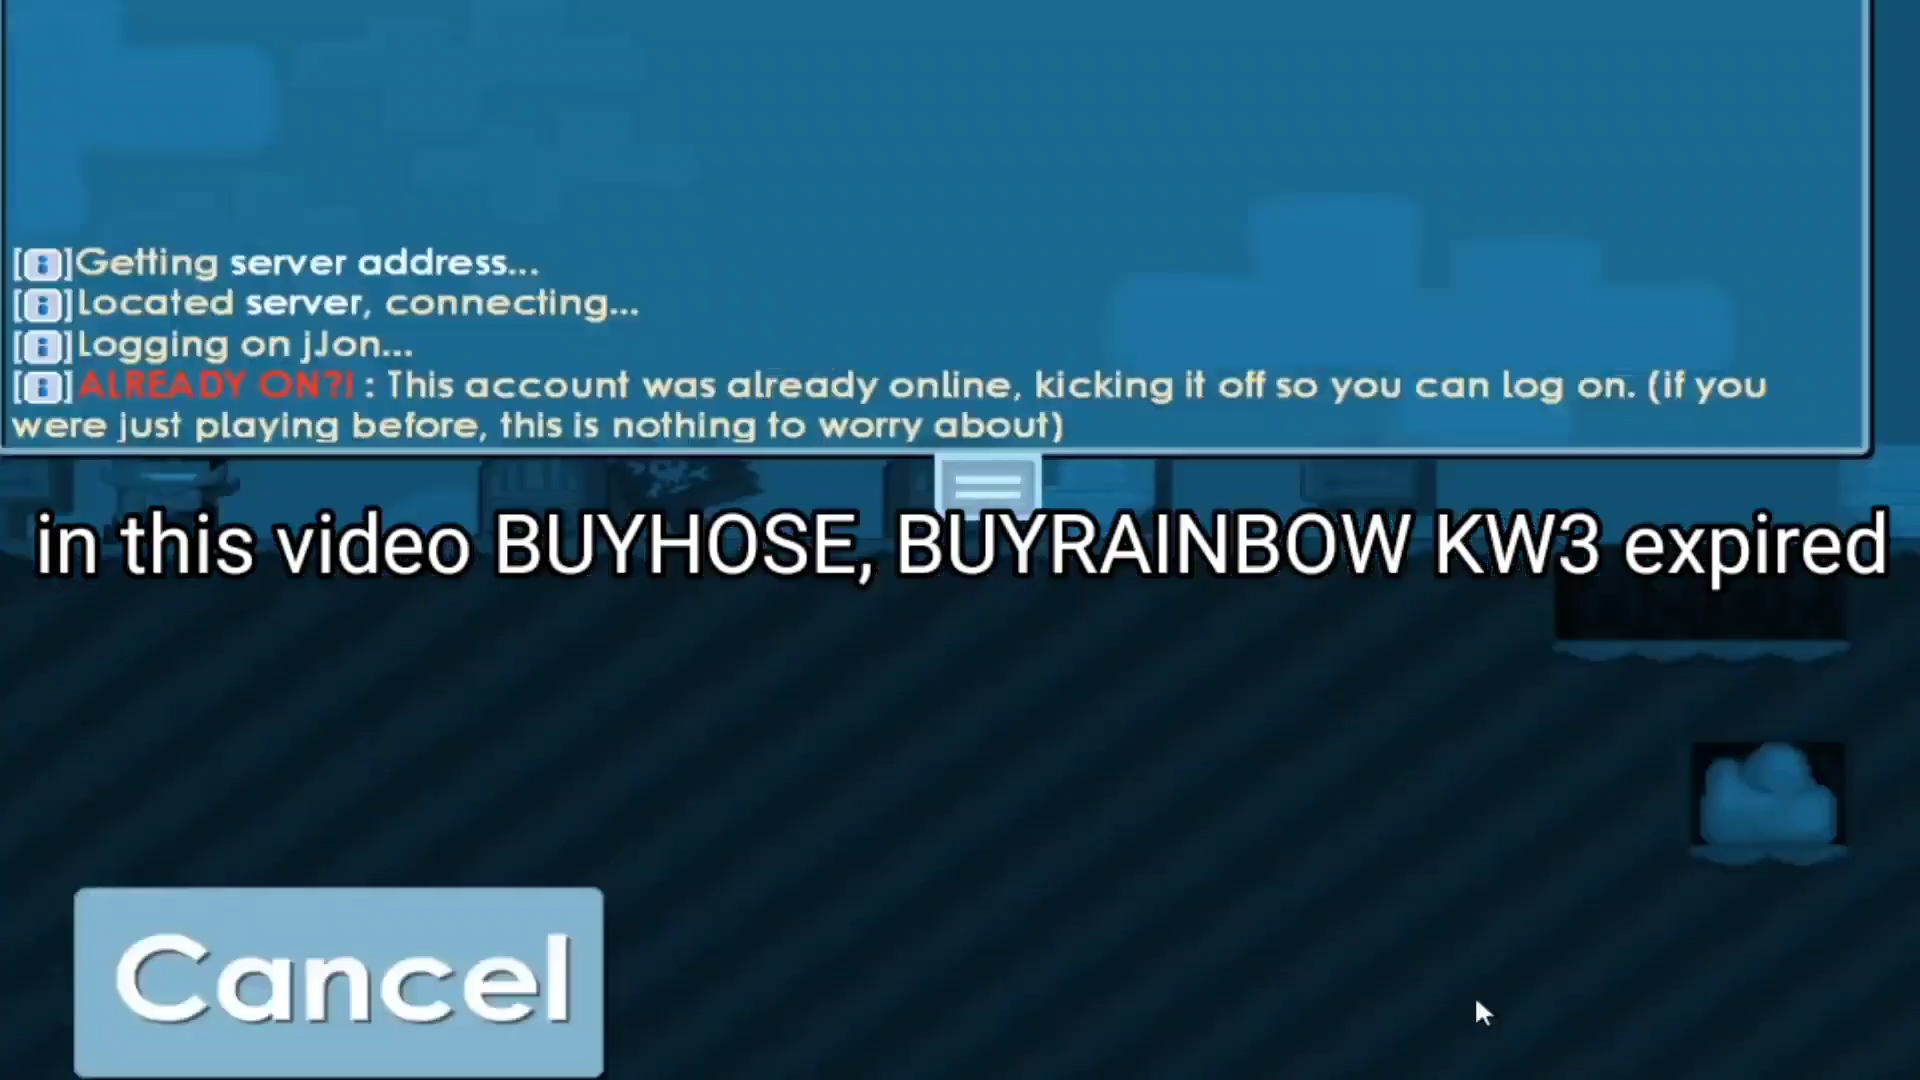 [i]Getting server address...
[i]Located server, connecting...
[i]Logging on jJon...
[i]ALREADY ON?! : This account was already online, kicking it off so you can log on. (if you
were just playing before, this is nothing to worry about)
in this video BUYHOSE, BUYRAINBOW KW3 expired
Cancel